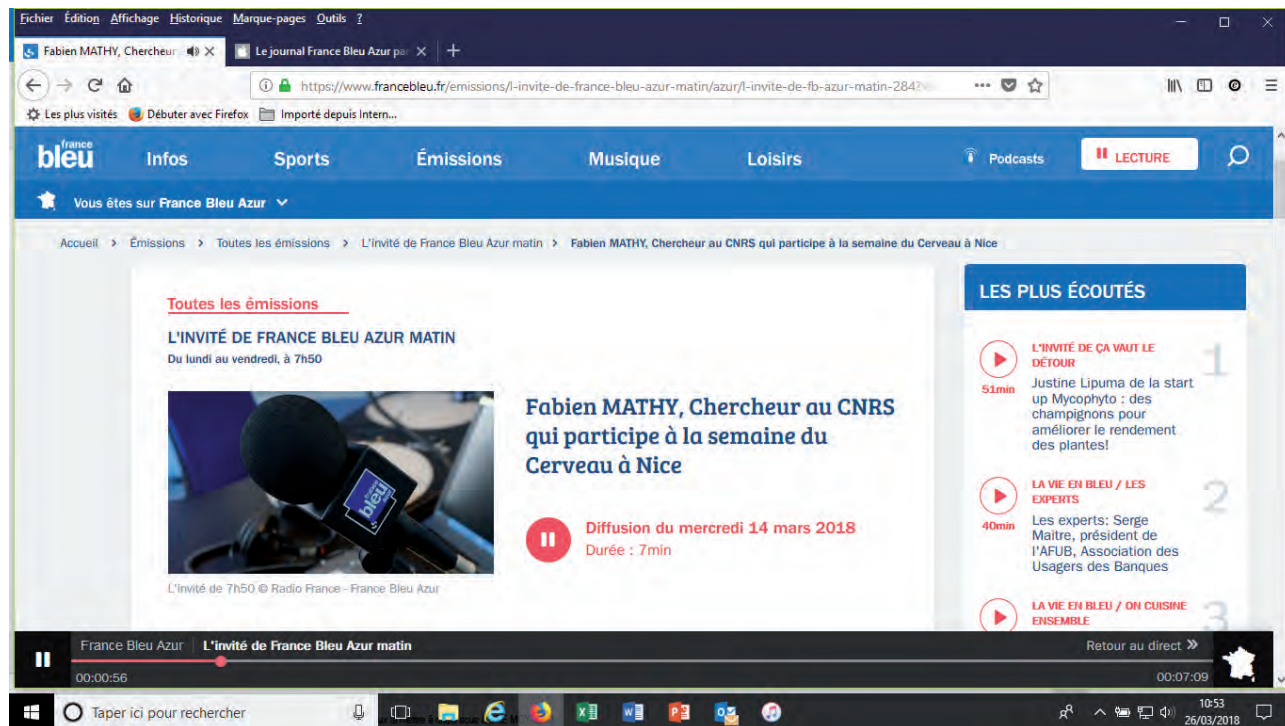 Fichier Édition Affichage Historique Marque-pages Outils ?
Fabien MATHY, Chercheur
Le journal France Bleu Azur par
https://www.francebleu.fr/emissions/l-invite-de-france-bleu-azur-matin/azur/l-invite-de-fb-azur-matin-284?
Les plus visités Débuter avec Firefox Importé depuis Intern...
france
bleu
Infos Sports Émissions Musique Loisirs Podcasts LECTURE
Vous êtes sur France Bleu Azur
Accueil > Émissions > Toutes les émissions > L'invité de France Bleu Azur matin > Fabien MATHY, Chercheur au CNRS qui participe à la semaine du Cerveau à Nice
Toutes les émissions
L'INVITÉ DE FRANCE BLEU AZUR MATIN
Du lundi au vendredi, à 7h50
france
bleu
L'invité de 7h50 © Radio France - France Bleu Azur
Fabien MATHY, Chercheur au CNRS
qui participe à la semaine du
Cerveau à Nice
Diffusion du mercredi 14 mars 2018
Durée : 7min
LES PLUS ÉCOUTÉS
L'INVITÉ DE ÇA VAUT LE
DÉTOUR
1
51min
Justine Lipuma de la start
up Mycophyto : des
champignons pour
améliorer le rendement
des plantes!
LA VIE EN BLEU / LES
EXPERTS
2
40min
Les experts: Serge
Maitre, président de
l'AFUB, Association des
Usagers des Banques
LA VIE EN BLEU / ON CUISINE
ENSEMBLE
3
France Bleu Azur | L'invité de France Bleu Azur matin
Retour au direct »
00:00:56
00:07:09
Taper ici pour rechercher
10:53
26/03/2018